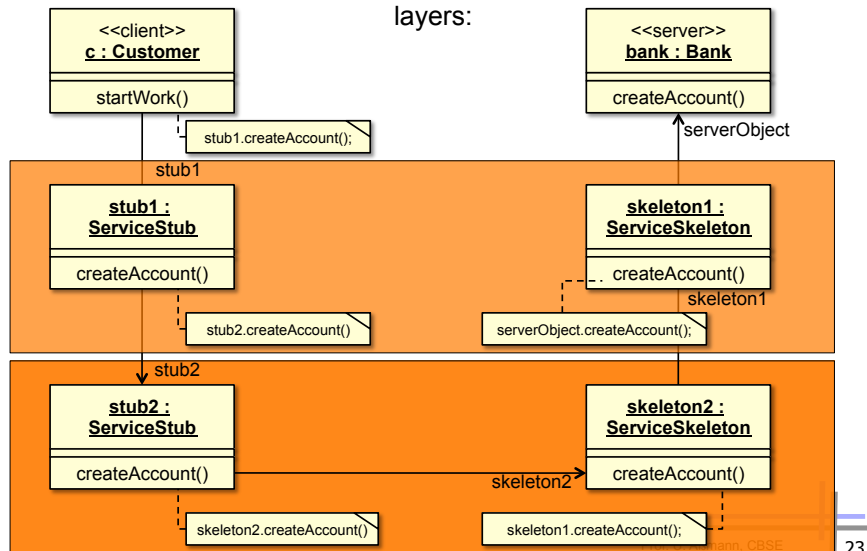 layers:
<<client>>
c : Customer
startWork()
stub1.createAccount();
stub1
<<server>>
bank : Bank
createAccount()
serverObject
stub1 :
ServiceStub
createAccount()
stub2.createAccount()
stub2
skeleton1 :
ServiceSkeleton
createAccount()
skeleton1
serverObject.createAccount();
stub2 :
ServiceStub
createAccount()
skeleton2.createAccount()
skeleton2
skeleton2 :
ServiceSkeleton
createAccount()
skeleton1.createAccount();
CBSE
23